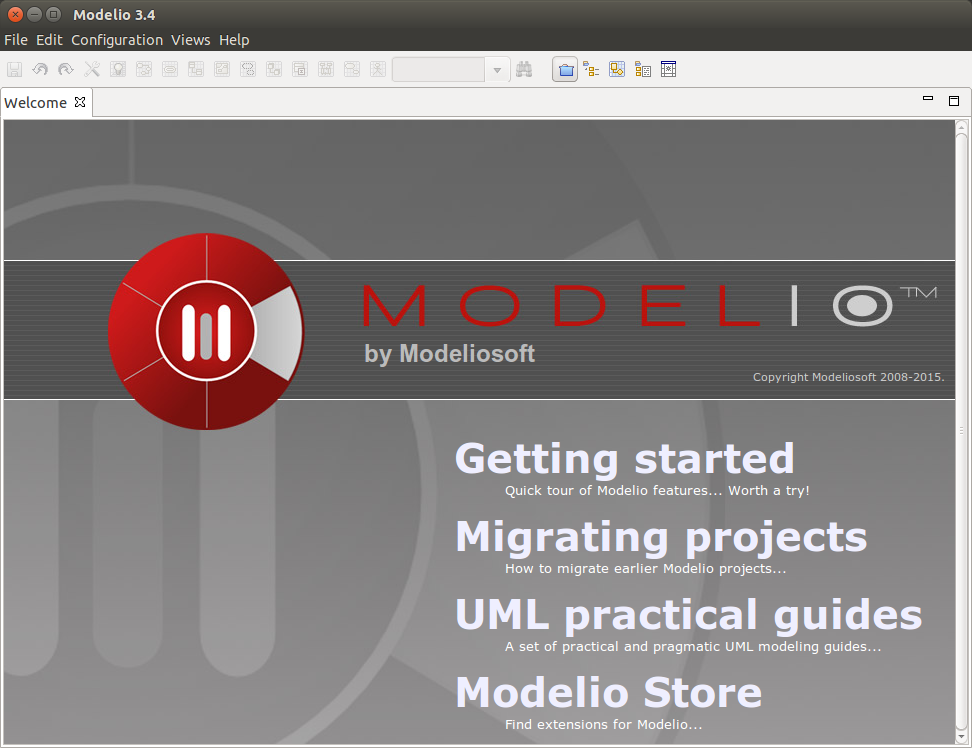 Modelio 3.4
File Edit Configuration Views Help
Welcome
MODELIO™
by Modeliosoft
Copyright Modeliosoft 2008-2015.
Getting started
Quick tour of Modelio features... Worth a try!
Migrating projects
How to migrate earlier Modelio projects...
UML practical guides
A set of practical and pragmatic UML modeling guides...
Modelio Store
Find extensions for Modelio...